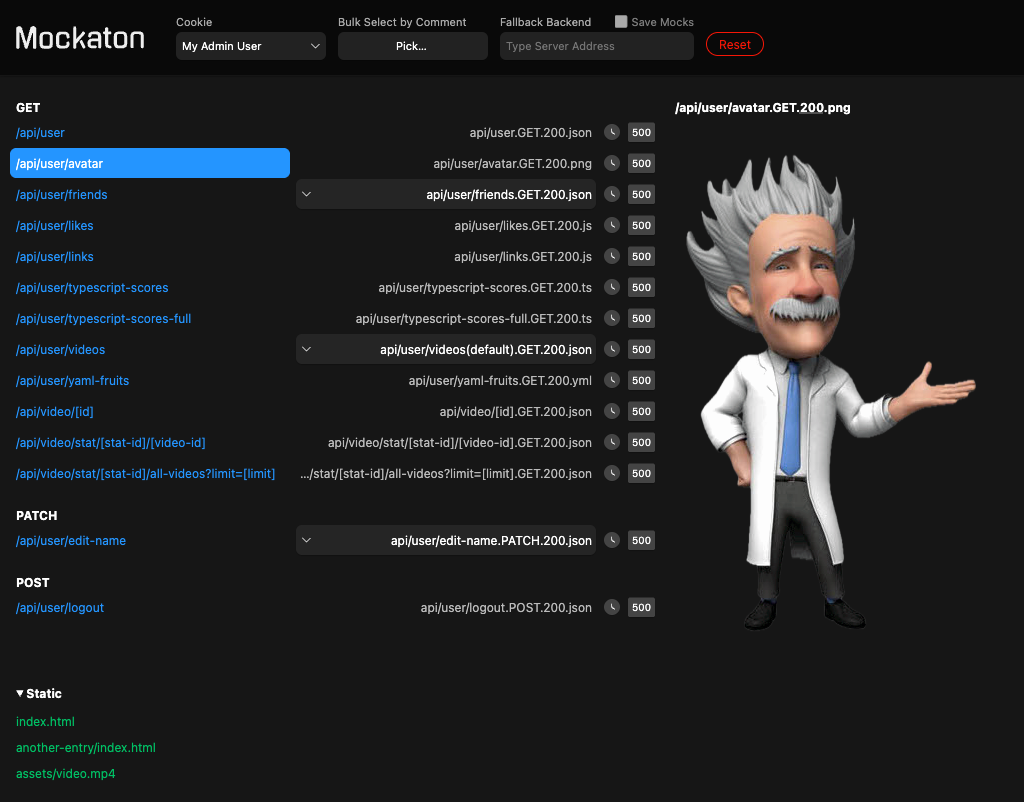 Mockaton
Cookie
My Admin User
Bulk Select by Comment
Pick...
Fallback Backend
Save Mocks
Type Server Address
Reset
GET
/api/user api/user.GET.200.json 500
/api/user/avatar api/user/avatar.GET.200.png 500
/api/user/friends api/user/friends.GET.200.json 500
/api/user/likes api/user/likes.GET.200.js 500
/api/user/links api/user/links.GET.200.js 500
/api/user/typescript-scores api/user/typescript-scores.GET.200.ts 500
/api/user/typescript-scores-full api/user/typescript-scores-full.GET.200.ts 500
/api/user/videos api/user/videos(default).GET.200.json 500
/api/user/yaml-fruits api/user/yaml-fruits.GET.200.yml 500
/api/video/[id] api/video/[id].GET.200.json 500
/api/video/stat/[stat-id]/[video-id] api/video/stat/[stat-id]/[video-id].GET.200.json 500
/api/video/stat/[stat-id]/all-videos?limit=[limit] .../stat/[stat-id]/all-videos?limit=[limit].GET.200.json 500
PATCH
/api/user/edit-name api/user/edit-name.PATCH.200.json 500
POST
/api/user/logout api/user/logout.POST.200.json 500
Static
index.html
another-entry/index.html
assets/video.mp4
/api/user/avatar.GET.200.png